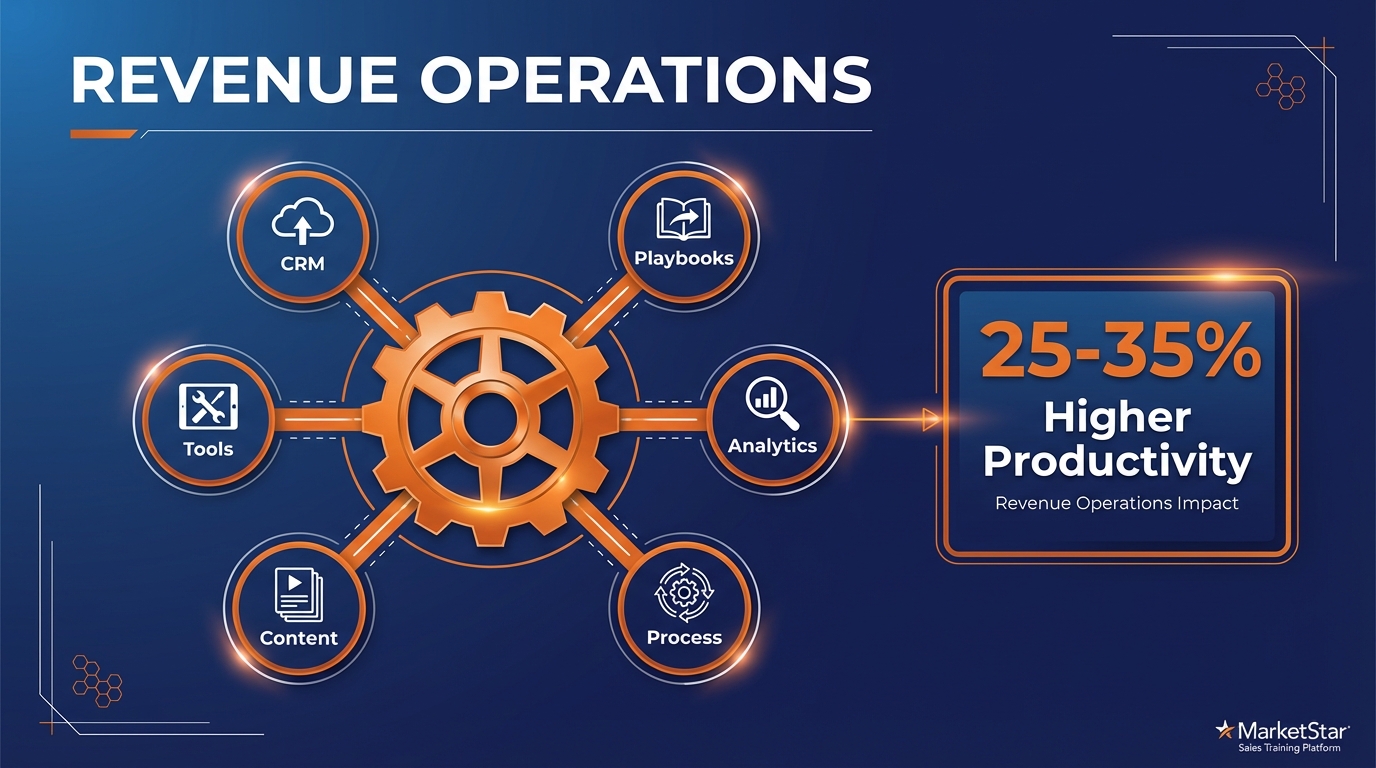 REVENUE OPERATIONS
CRM
Playbooks
Tools
Analytics
Content
Process
25-35%
Higher
Productivity
Revenue Operations Impact
MarketStar
Sales Training Platform